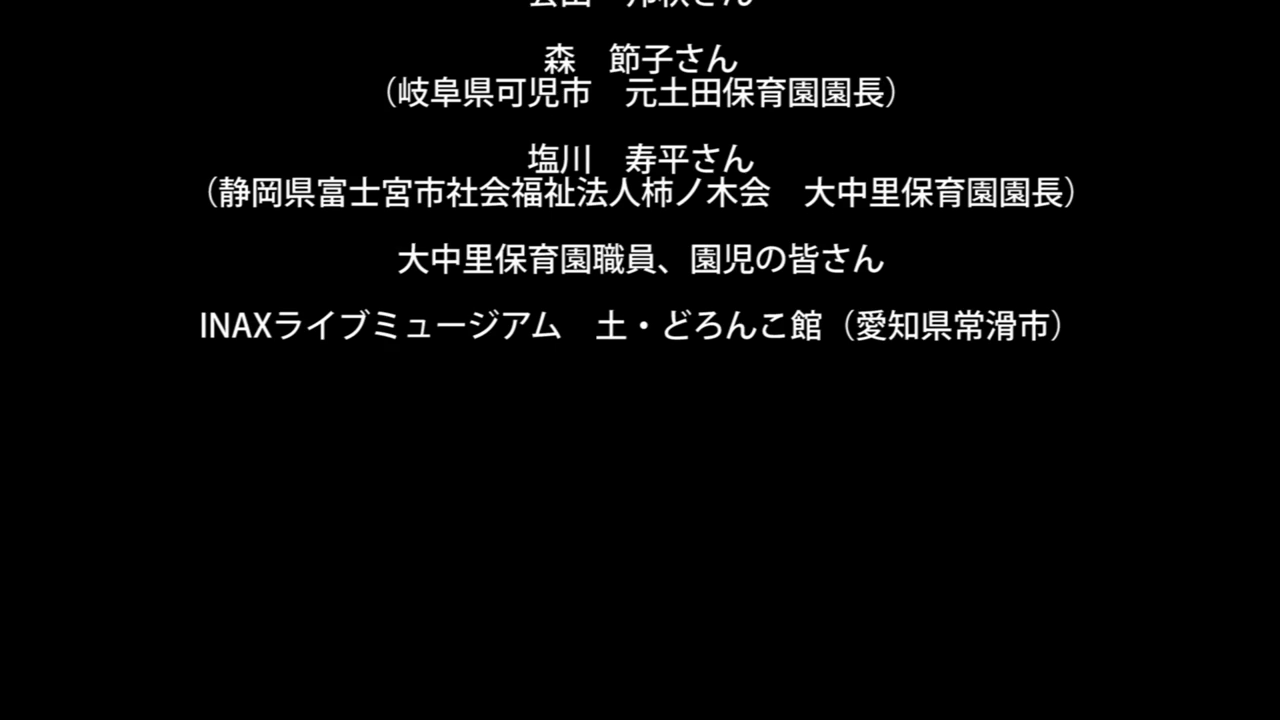 森　節子さん
（岐阜県可児市　元土田保育園園長）
塩川　寿平さん
（静岡県富士宮市社会福祉法人柿ノ木会　大中里保育園園長）
大中里保育園職員、園児の皆さん
INAXライブミュージアム　土・どろんこ館（愛知県常滑市）